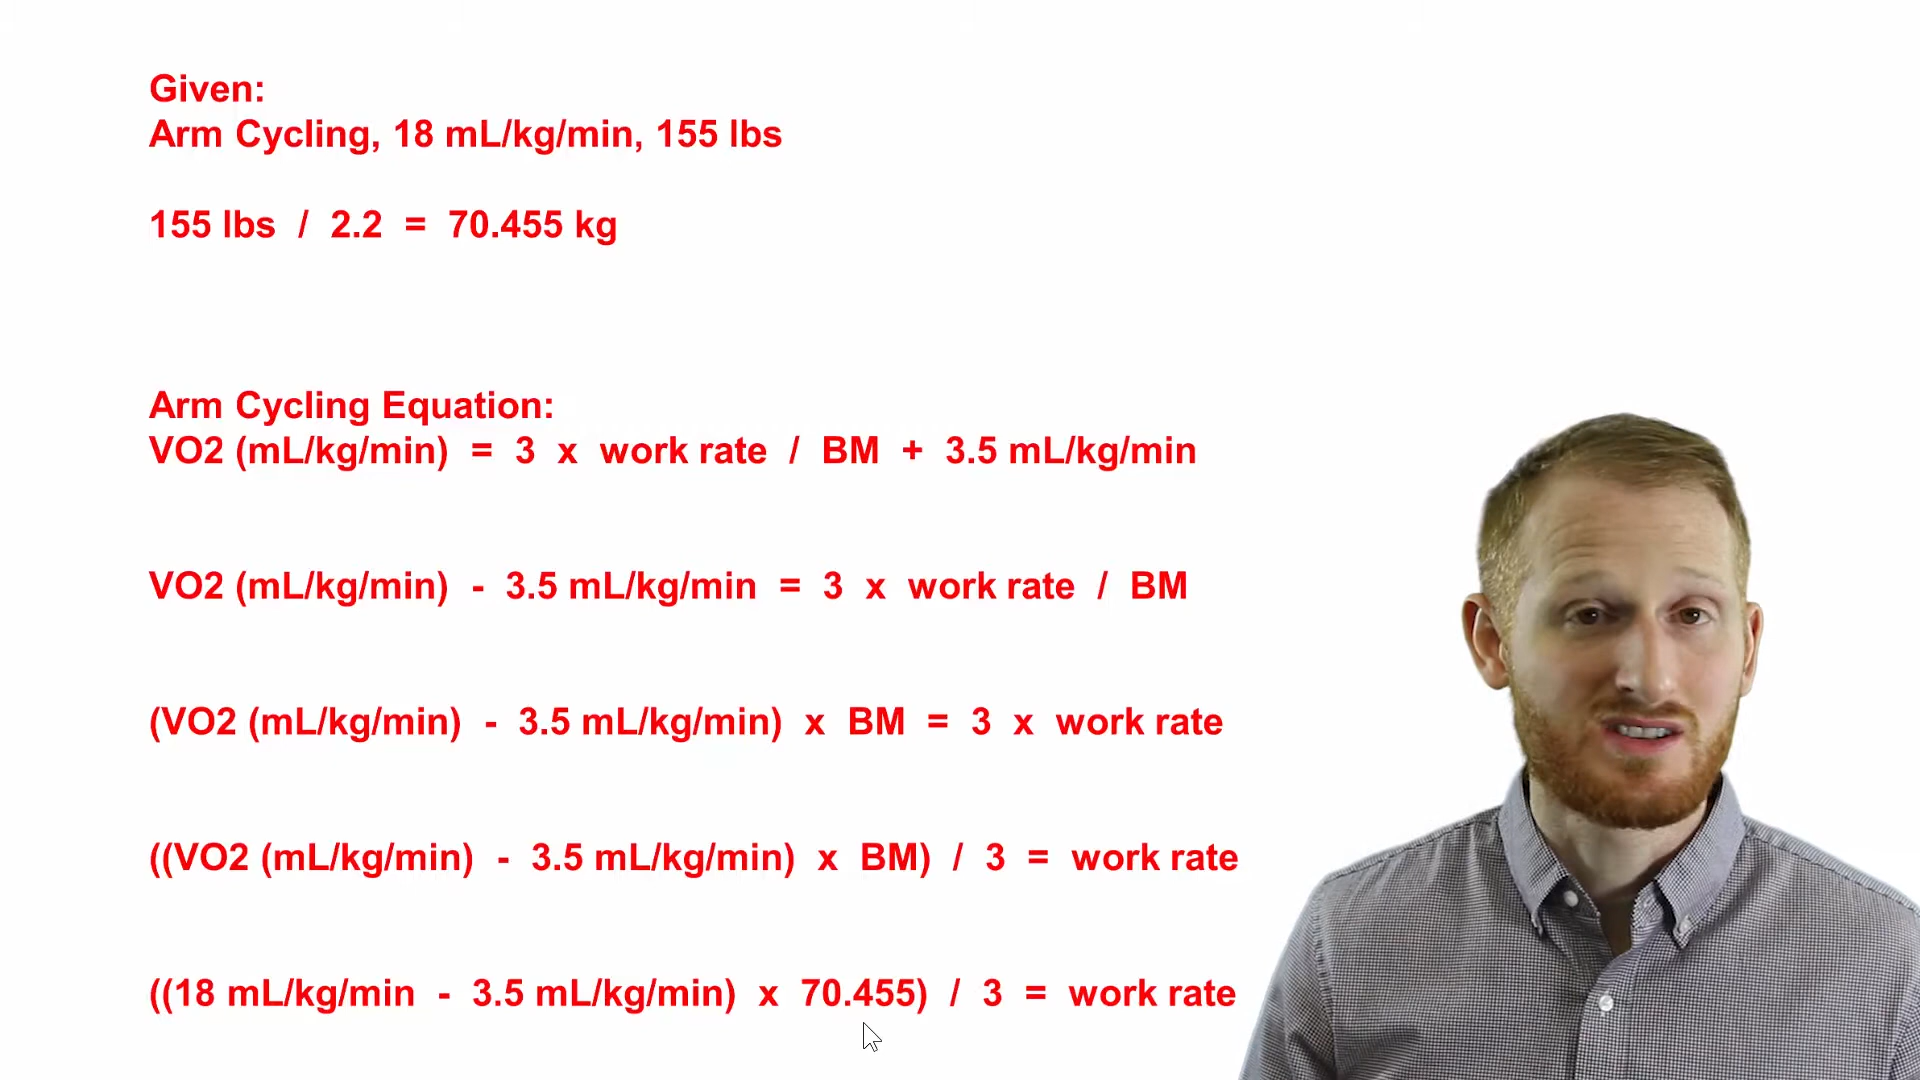 Given:
Arm Cycling, 18 mL/kg/min, 155 lbs
155 lbs / 2.2 = 70.455 kg
Arm Cycling Equation:
VO2 (mL/kg/min) = 3 x work rate / BM + 3.5 mL/kg/min
VO2 (mL/kg/min) - 3.5 mL/kg/min = 3 x work rate / BM
(VO2 (mL/kg/min) - 3.5 mL/kg/min) x BM = 3 x work rate
((VO2 (mL/kg/min) - 3.5 mL/kg/min) x BM) / 3 = work rate
((18 mL/kg/min - 3.5 mL/kg/min) x 70.455) / 3 = work rate